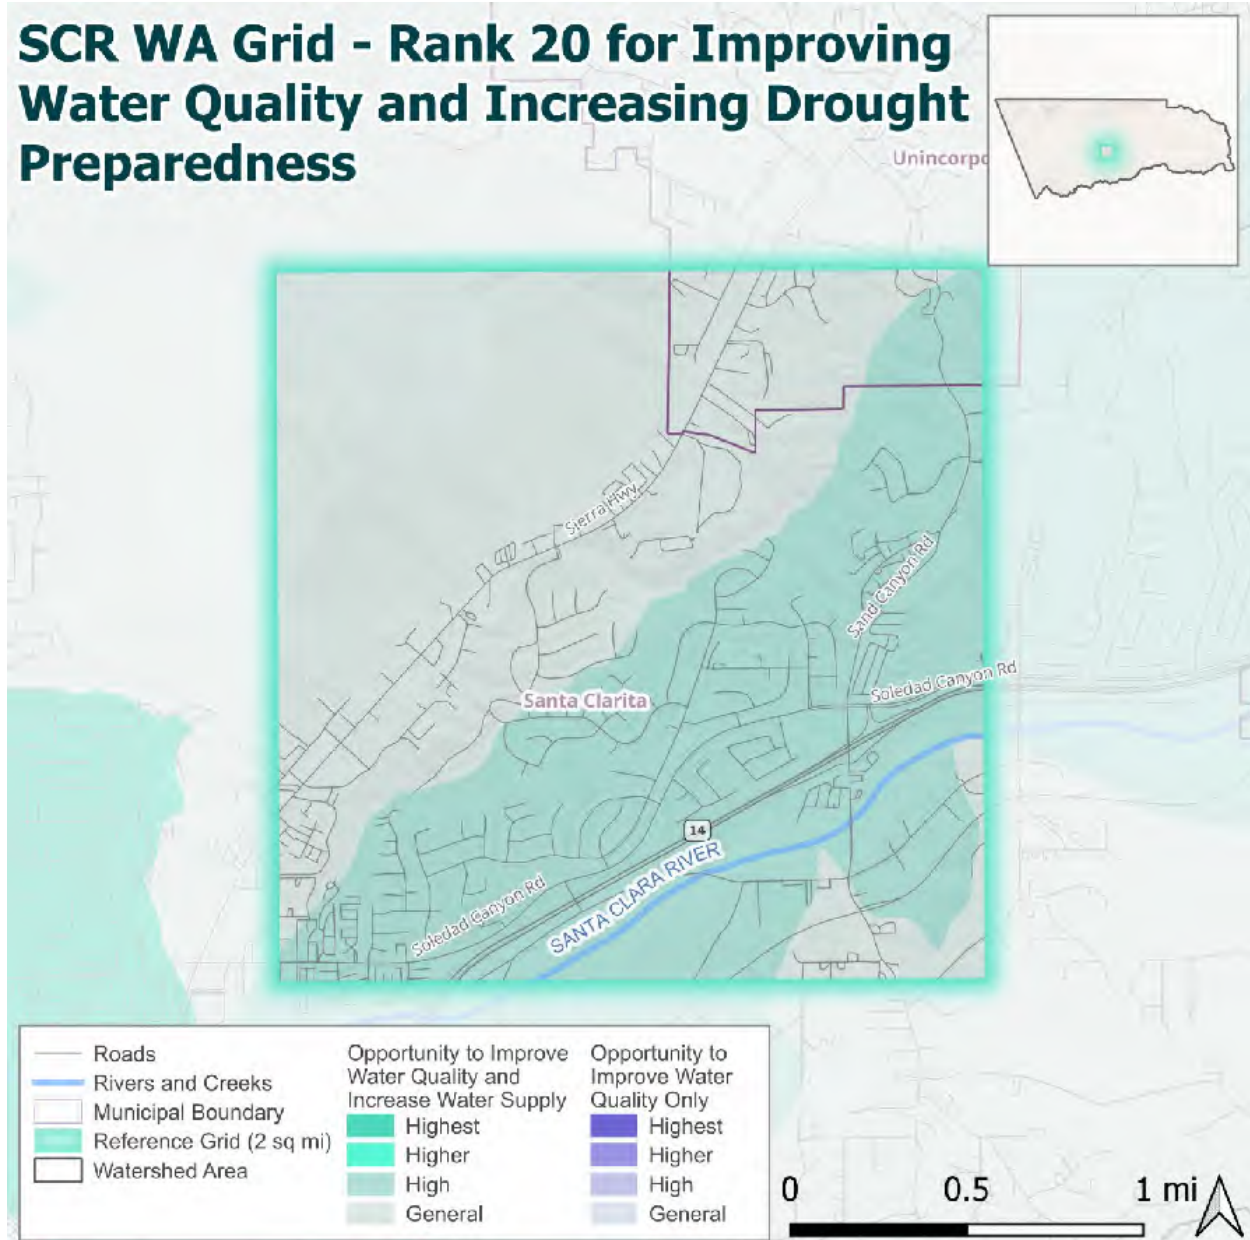 SCR WA Grid - Rank 20 for Improving
Water Quality and Increasing Drought
Preparedness
Unincorpo
Sierra Hwy
Sand Canyon Rd
Soledad Canyon Rd
Santa Clarita
14
SANTA CLARA RIVER
Soledad Canyon Rd
Roads
Rivers and Creeks
Municipal Boundary
Reference Grid (2 sq mi)
Watershed Area
Opportunity to Improve
Water Quality and
Increase Water Supply
Highest
Higher
High
General
Opportunity to
Improve Water
Quality Only
Highest
Higher
High
General
0 0.5 1 mi